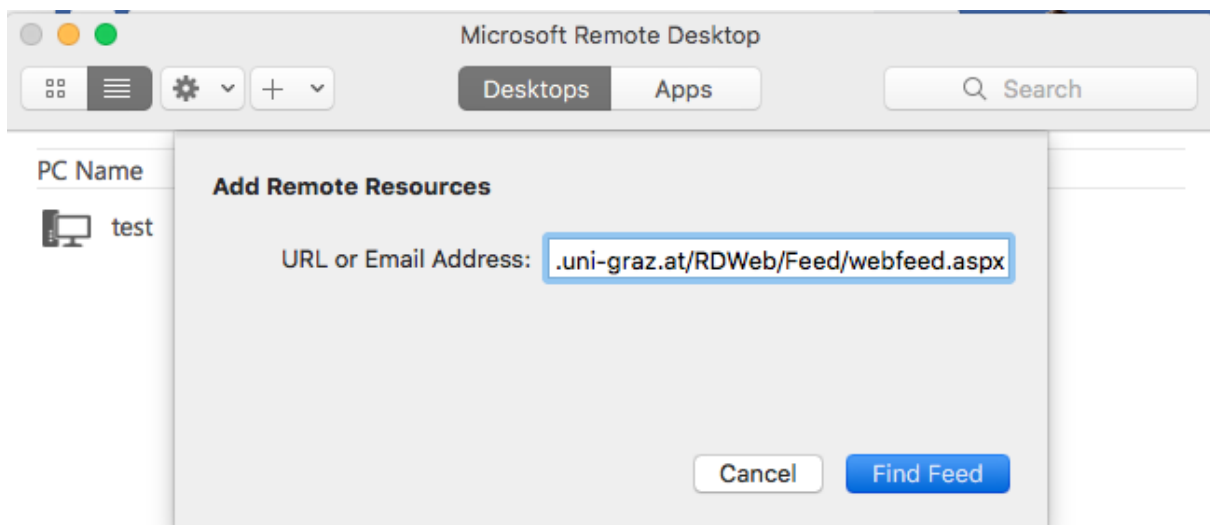 Microsoft Remote Desktop
Desktops Apps Search
PC Name
Add Remote Resources
test
URL or Email Address: .uni-graz.at/RDWeb/Feed/webfeed.aspx
Cancel Find Feed